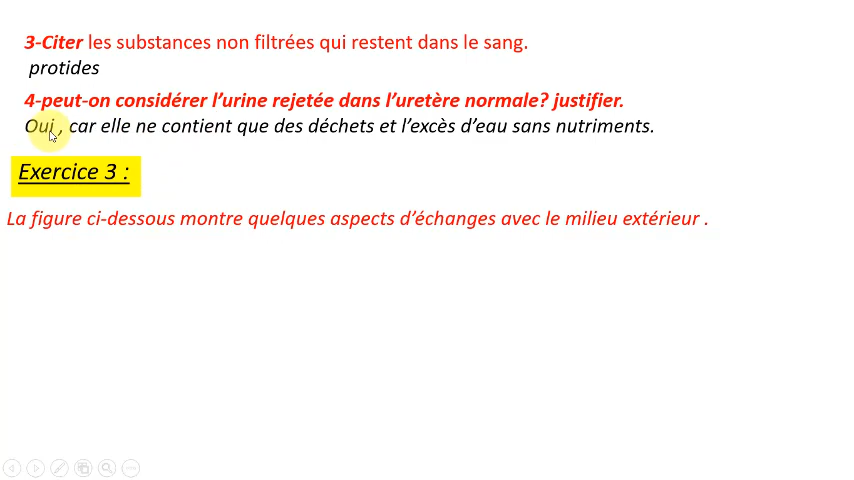 3-Citer les substances non filtrées qui restent dans le sang.
protides
4-peut-on considérer l’urine rejetée dans l’uretère normale? justifier.
Oui , car elle ne contient que des déchets et l’excès d’eau sans nutriments.
Exercice 3 :
La figure ci-dessous montre quelques aspects d’échanges avec le milieu extérieur .